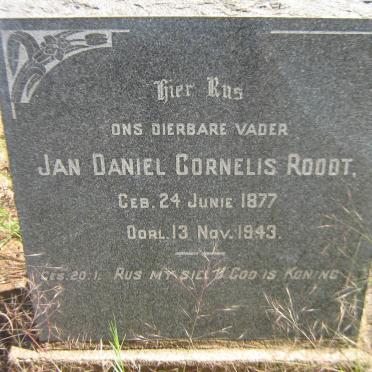 Hier Rus
ONS DIERBARE VADER
JAN DANIEL CORNELIS ROODT,
GEB. 24 JUNIE 1877
OORL. 13 NOV. 1943.
GES. 20:1. RUS MY SIEL U GOD IS KONING